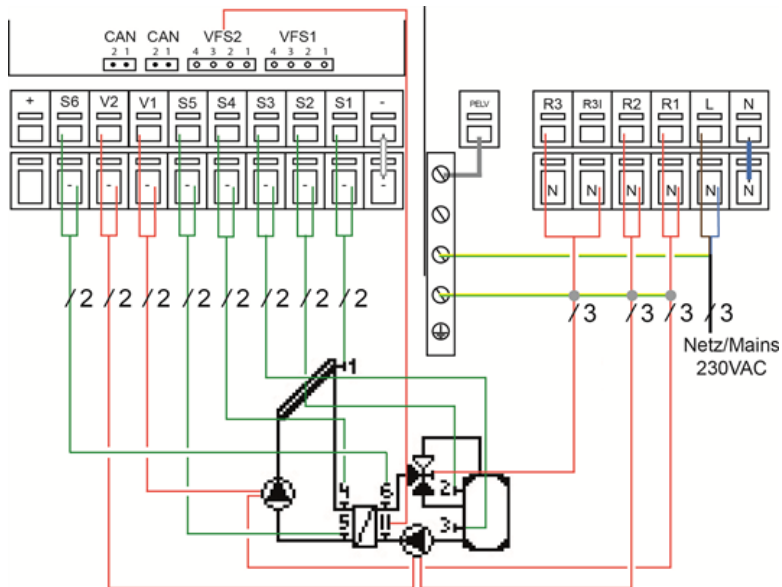 CAN CAN VFS2 VFS1
2 1 2 1 4 3 2 1 4 3 2 1
+ S6 V2 V1 S5 S4 S3 S2 S1 -
- - - - - - - - -
PELV
R3 R3I R2 R1 L N
N N N N N N
2 2 2 2 2 2 2 2
3 3 3 3
Netz/Mains
230VAC
1
4 6 2
5 11 3